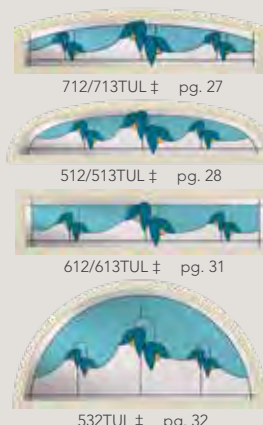 712/713TUL ‡ pg. 27
512/513TUL ‡ pg. 28
612/613TUL ‡ pg. 31
532TUL ‡ pg. 32